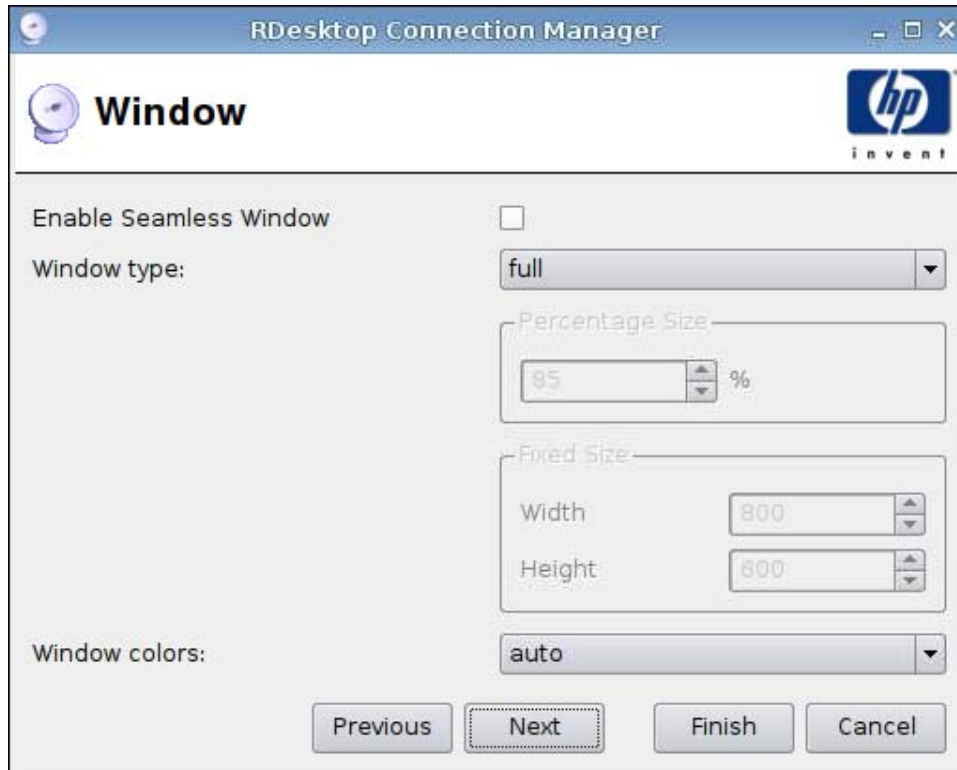 RDesktop Connection Manager
Window
hp
invent
Enable Seamless Window
Window type:
full
Percentage Size
85
%
Fixed Size
Width
800
Height
600
Window colors:
auto
Previous
Next
Finish
Cancel